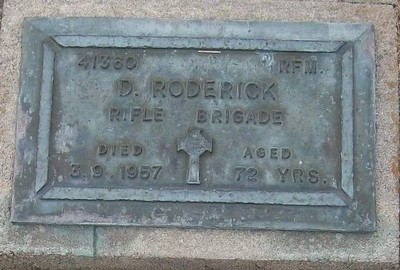 41360 RFM.
D. RODERICK
RIFLE BRIGADE
DIED AGED
3.9.1957 72 YRS.